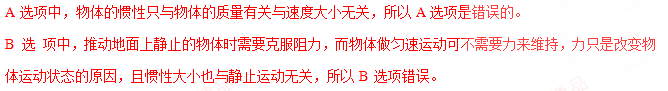 A 选项中，物体的惯性只与物体的质量有关与速度大小无关，所以 A 选项是错误的。
B 选 项中，推动地面上静止的物体时需要克服阻力，而物体做匀速运动可不需要力来维持，力只是改变物
体运动状态的原因，且惯性大小也与静止运动无关，所以 B 选项错误。